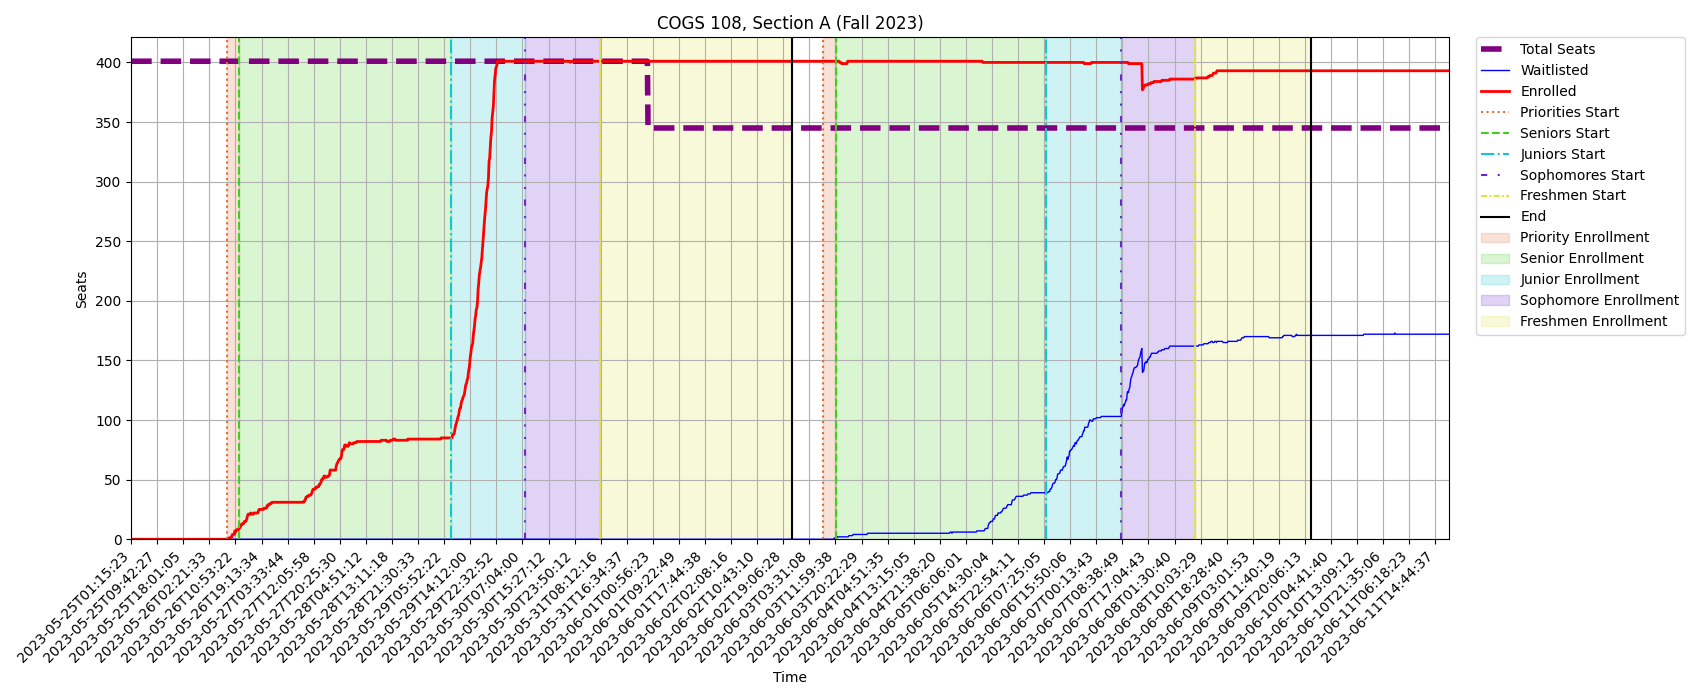 COGS 108, Section A (Fall 2023)
Seats
400
350
300
250
200
150
100
50
0
2023-05-25T01:15:23
2023-05-25T09:42:27
2023-05-25T18:01:05
2023-05-26T02:21:33
2023-05-26T10:53:22
2023-05-26T19:13:34
2023-05-27T03:33:44
2023-05-27T12:05:58
2023-05-27T20:25:30
2023-05-28T04:51:12
2023-05-28T13:11:18
2023-05-28T21:30:33
2023-05-29T05:52:22
2023-05-29T14:12:00
2023-05-29T22:32:52
2023-05-30T07:04:00
2023-05-30T15:27:12
2023-05-30T23:50:12
2023-05-31T08:12:16
2023-05-31T16:34:37
2023-06-01T00:56:23
2023-06-01T09:22:49
2023-06-01T17:44:38
2023-06-02T02:08:16
2023-06-02T10:43:10
2023-06-02T19:06:28
2023-06-03T03:31:08
2023-06-03T11:59:38
2023-06-03T20:22:29
2023-06-04T04:51:35
2023-06-04T13:15:05
2023-06-04T21:38:20
2023-06-05T06:06:01
2023-06-05T14:30:04
2023-06-05T22:54:11
2023-06-06T07:25:05
2023-06-06T15:50:06
2023-06-07T00:13:43
2023-06-07T08:38:49
2023-06-07T17:04:43
2023-06-08T01:30:40
2023-06-08T10:03:29
2023-06-08T18:28:40
2023-06-09T03:01:53
2023-06-09T11:40:19
2023-06-09T20:06:13
2023-06-10T04:41:40
2023-06-10T13:09:12
2023-06-10T21:35:06
2023-06-11T06:18:23
2023-06-11T14:44:37
Time
Total Seats
Waitlisted
Enrolled
Priorities Start
Seniors Start
Juniors Start
Sophomores Start
Freshmen Start
End
Priority Enrollment
Senior Enrollment
Junior Enrollment
Sophomore Enrollment
Freshmen Enrollment